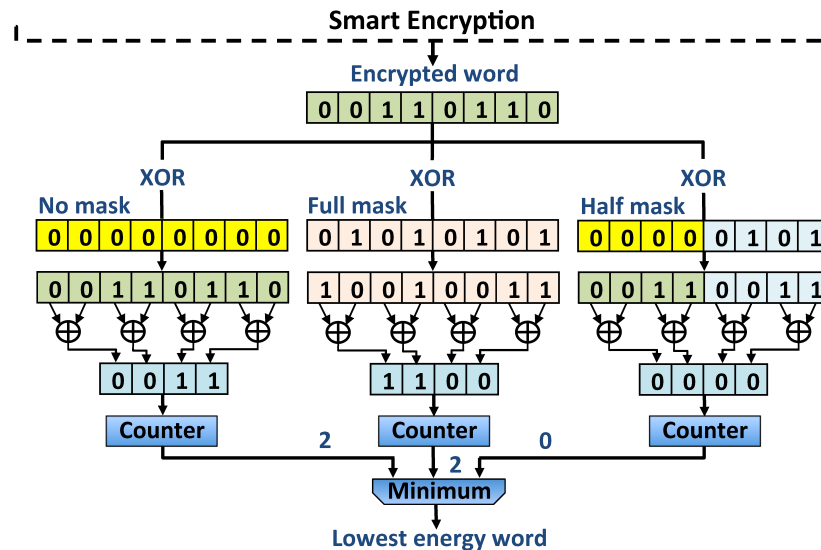 Smart Encryption
Encrypted word
0 0 1 1 0 1 1 0
XOR XOR XOR
No mask Full mask Half mask
0 0 0 0 0 0 0 0 0 1 0 1 0 1 0 1 0 0 0 0 0 1 0 1
0 0 1 1 0 1 1 0 1 0 0 1 0 0 1 1 0 0 1 1 0 0 1 1
0 0 1 1 1 1 0 0 0 0 0 0
Counter Counter Counter
2 2 0
Minimum
Lowest energy word